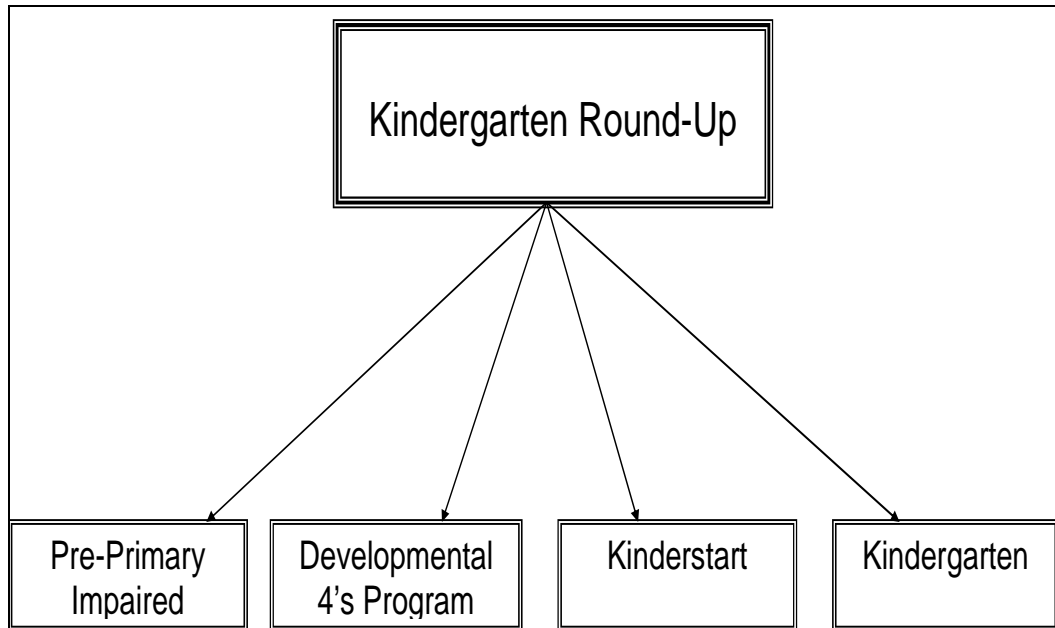 Kindergarten Round-Up
Pre-Primary
Impaired
Developmental
4's Program
Kinderstart
Kindergarten